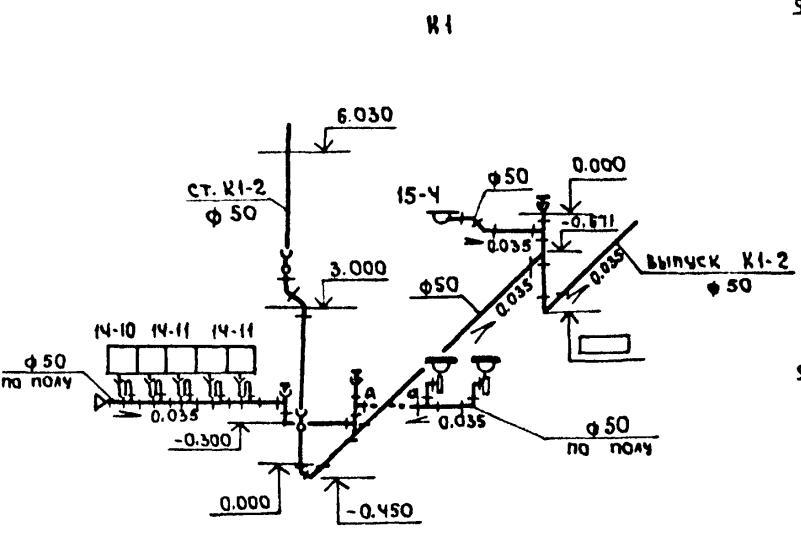 К1
6.030
ст. К1-2
ф 50
3.000
15-4
ф50
0.000
-0.671
0.035
0.035
выпуск К1-2
ф 50
ф50
0.035
14-10 14-11 14-11
ф 50
по полу
0.035
-0.300
0.000
-0.450
а а
0.035
ф 50
по полу